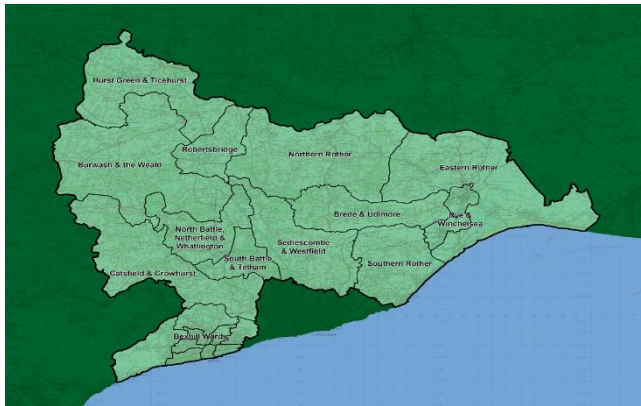 Hurst Green & Ticehurst
Robertsbridge
Northern Rother
Burwash & the Weald
Eastern Rother
Brede & Udimore
Rye &
Winchelsea
North Battle,
Netherfield &
Whatlington
Sedlescombe
& Westfield
South Battle
& Telham
Southern Rother
Catsfield & Crowhurst
Bexhill Wards